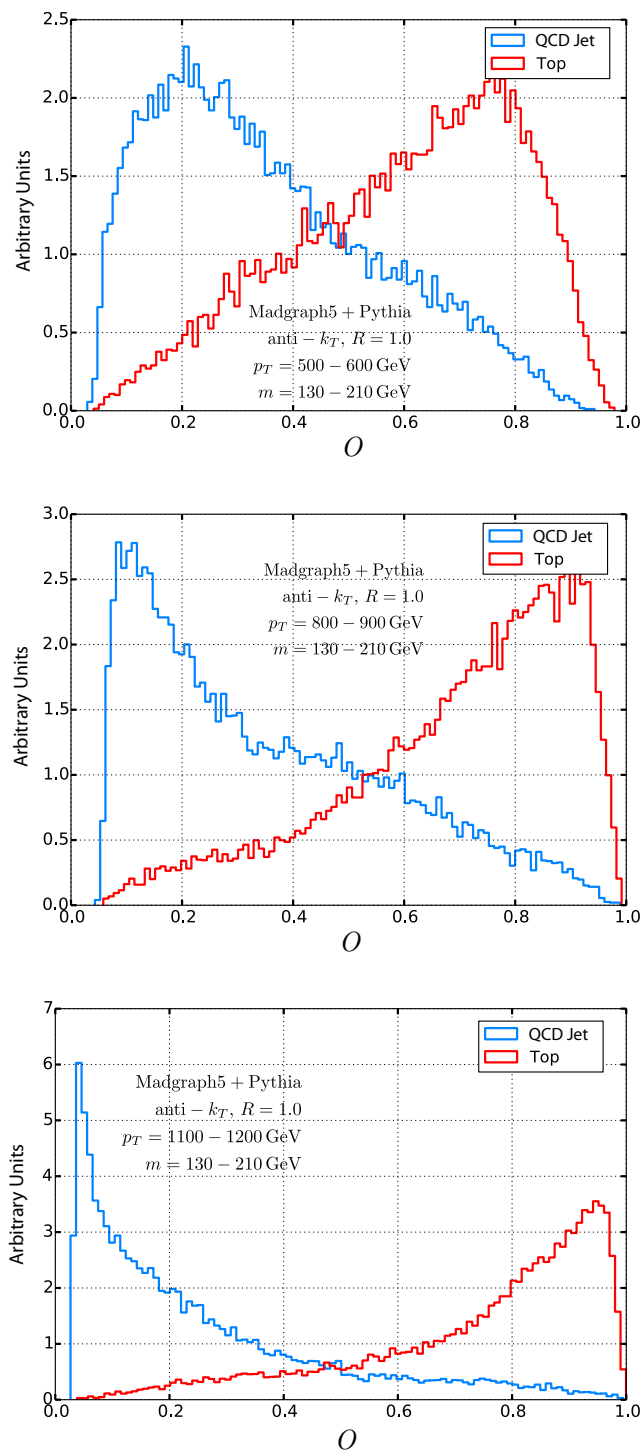 2.5
2.0
1.5
1.0
0.5
0.0
Arbitrary Units
QCD Jet
Top
Madgraph5 + Pythia
anti − k_T, R = 1.0
p_T = 500 − 600 GeV
m = 130 − 210 GeV
0.0 0.2 0.4 0.6 0.8 1.0
O
3.0
2.5
2.0
1.5
1.0
0.5
0.0
Arbitrary Units
QCD Jet
Top
Madgraph5 + Pythia
anti − k_T, R = 1.0
p_T = 800 − 900 GeV
m = 130 − 210 GeV
0.0 0.2 0.4 0.6 0.8 1.0
O
7
6
5
4
3
2
1
0
Arbitrary Units
QCD Jet
Top
Madgraph5 + Pythia
anti − k_T, R = 1.0
p_T = 1100 − 1200 GeV
m = 130 − 210 GeV
0.0 0.2 0.4 0.6 0.8 1.0
O